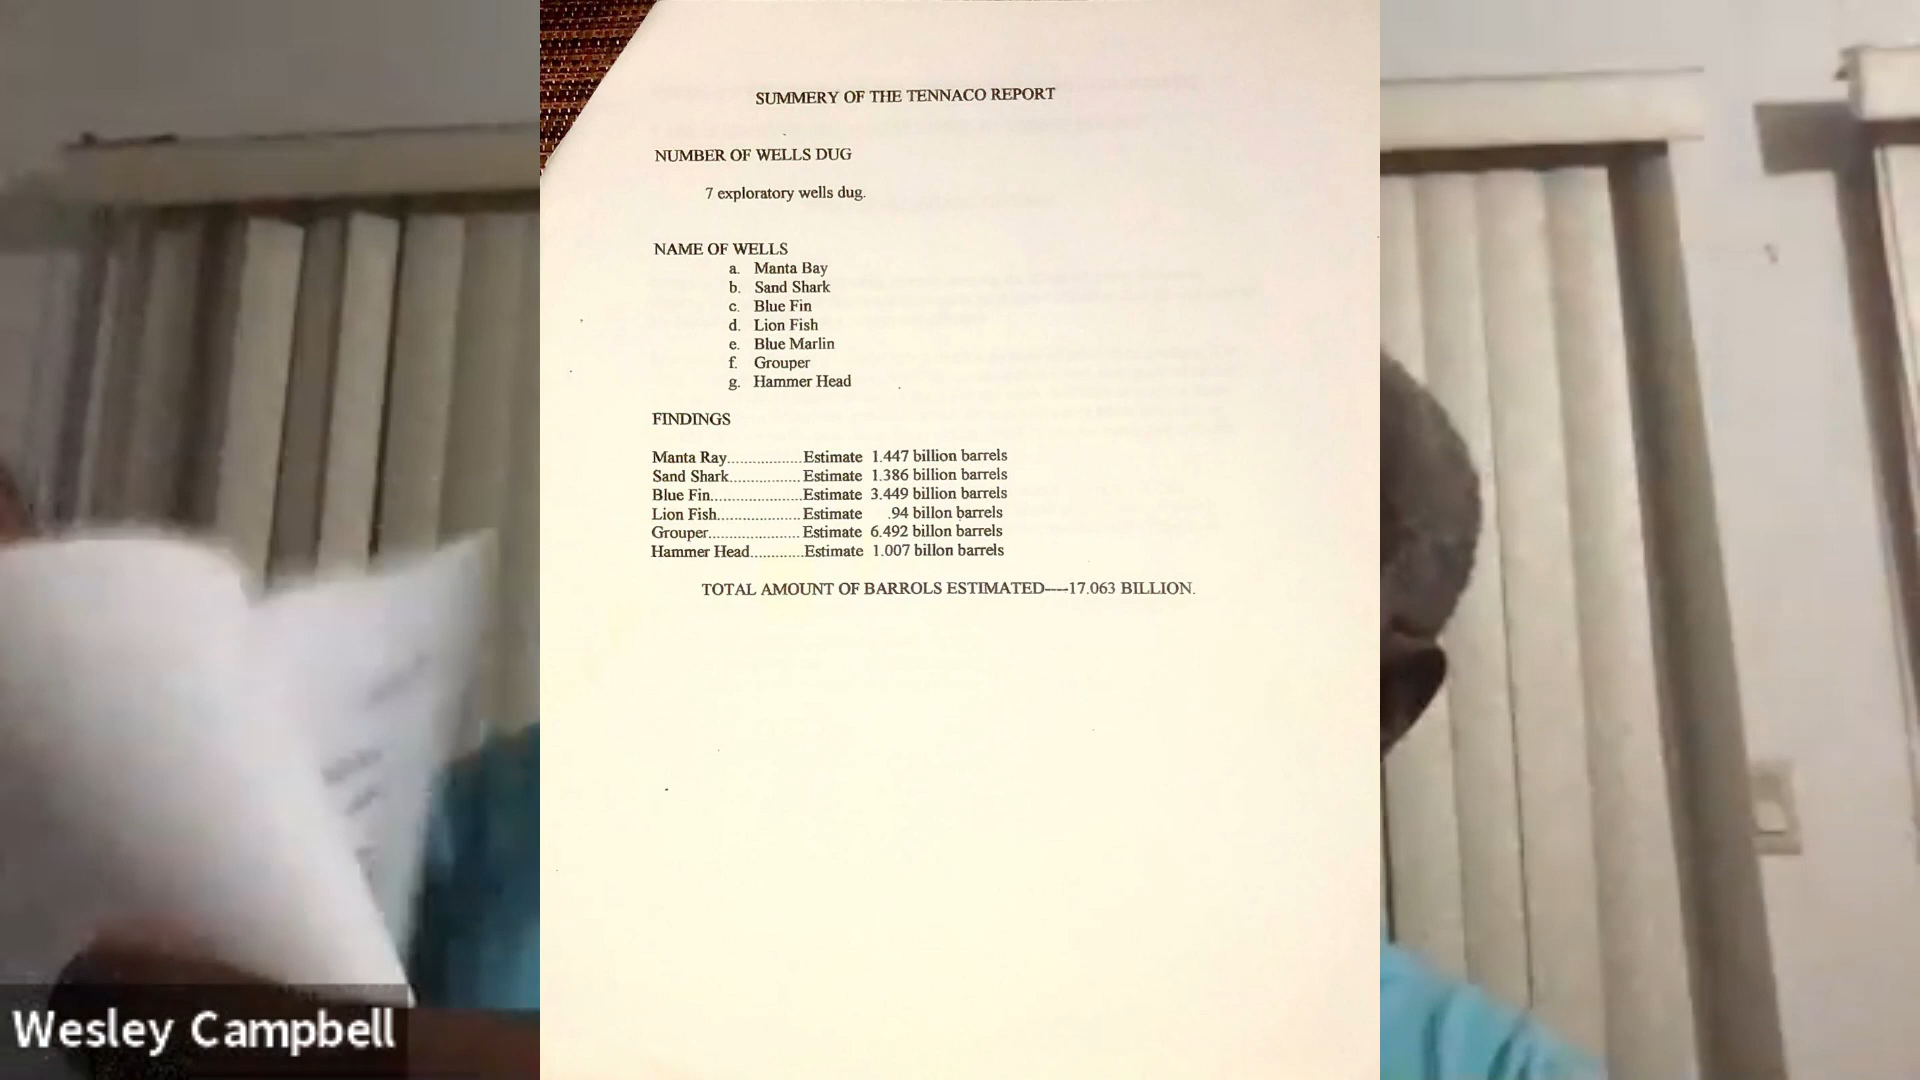 SUMMERY OF THE TENNACO REPORT
NUMBER OF WELLS DUG
7 exploratory wells dug.
NAME OF WELLS
a. Manta Bay
b. Sand Shark
c. Blue Fin
d. Lion Fish
e. Blue Marlin
f. Grouper
g. Hammer Head
FINDINGS
Manta Ray.................Estimate 1.447 billion barrels
Sand Shark................Estimate 1.386 billion barrels
Blue Fin.....................Estimate 3.449 billion barrels
Lion Fish...................Estimate .94 billon barrels
Grouper.....................Estimate 6.492 billon barrels
Hammer Head............Estimate 1.007 billon barrels
TOTAL AMOUNT OF BARROLS ESTIMATED----17.063 BILLION.
Wesley Campbell